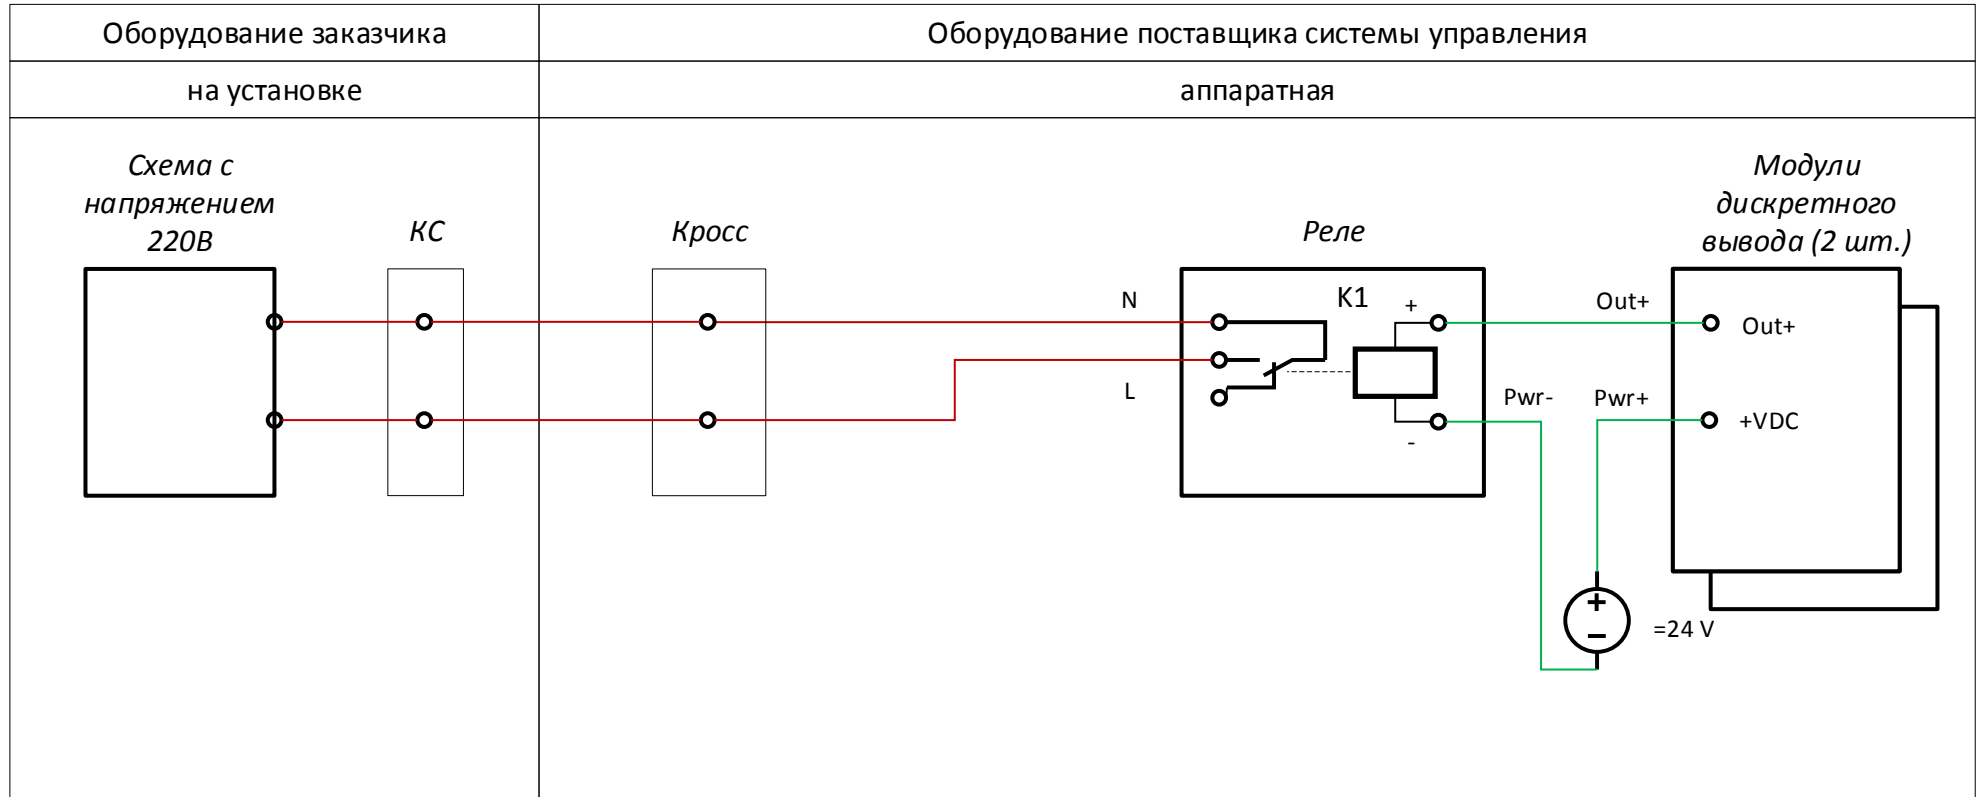 Оборудование заказчика
Оборудование поставщика системы управления
на установке
аппаратная
Схема с
напряжением
220В
КС
Кросс
Реле
Модули
дискретного
вывода (2 шт.)
N
L
K1
+
-
Out+
Out+
Pwr-
Pwr+
+VDC
+
−
=24 V